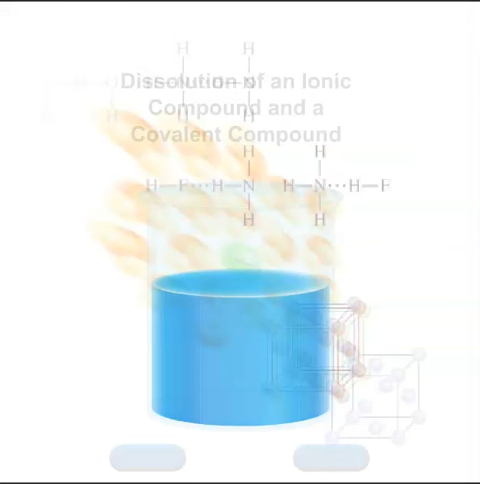 H H
Dissolution of an Ionic
Compound and a
Covalent Compound
H H
H—F···H—N H—N···H—F
H H